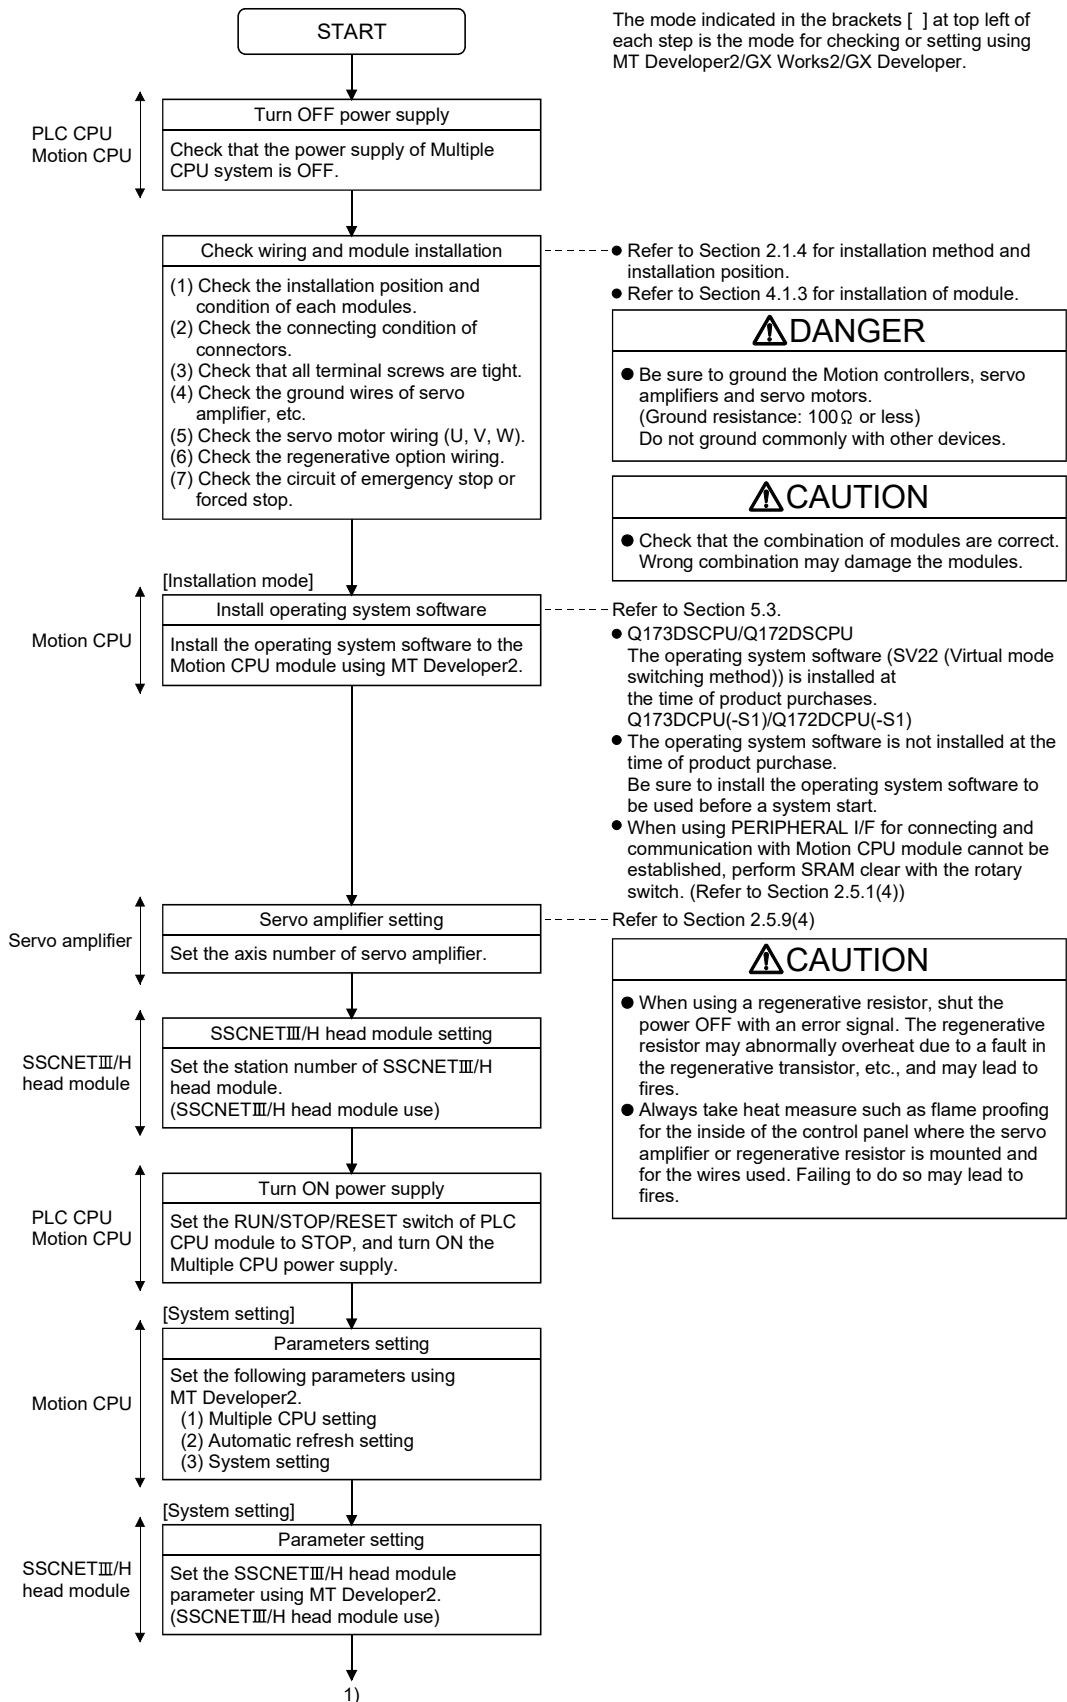 START
The mode indicated in the brackets [ ] at top left of
each step is the mode for checking or setting using
MT Developer2/GX Works2/GX Developer.
PLC CPU
Motion CPU
Turn OFF power supply
Check that the power supply of Multiple
CPU system is OFF.
Check wiring and module installation
(1) Check the installation position and
condition of each modules.
(2) Check the connecting condition of
connectors.
(3) Check that all terminal screws are tight.
(4) Check the ground wires of servo
amplifier, etc.
(5) Check the servo motor wiring (U, V, W).
(6) Check the regenerative option wiring.
(7) Check the circuit of emergency stop or
forced stop.
● Refer to Section 2.1.4 for installation method and
installation position.
● Refer to Section 4.1.3 for installation of module.
DANGER
● Be sure to ground the Motion controllers, servo
amplifiers and servo motors.
(Ground resistance: 100Ω or less)
Do not ground commonly with other devices.
CAUTION
● Check that the combination of modules are correct.
Wrong combination may damage the modules.
[Installation mode]
Motion CPU
Install operating system software
Install the operating system software to the
Motion CPU module using MT Developer2.
Refer to Section 5.3.
● Q173DSCPU/Q172DSCPU
The operating system software (SV22 (Virtual mode
switching method)) is installed at
the time of product purchases.
Q173DCPU(-S1)/Q172DCPU(-S1)
● The operating system software is not installed at the
time of product purchase.
Be sure to install the operating system software to
be used before a system start.
● When using PERIPHERAL I/F for connecting and
communication with Motion CPU module cannot be
established, perform SRAM clear with the rotary
switch. (Refer to Section 2.5.1(4))
Servo amplifier
Servo amplifier setting
Set the axis number of servo amplifier.
Refer to Section 2.5.9(4)
CAUTION
● When using a regenerative resistor, shut the
power OFF with an error signal. The regenerative
resistor may abnormally overheat due to a fault in
the regenerative transistor, etc., and may lead to
fires.
● Always take heat measure such as flame proofing
for the inside of the control panel where the servo
amplifier or regenerative resistor is mounted and
for the wires used. Failing to do so may lead to
fires.
SSCNETⅢ/H
head module
SSCNETⅢ/H head module setting
Set the station number of SSCNETⅢ/H
head module.
(SSCNETⅢ/H head module use)
PLC CPU
Motion CPU
Turn ON power supply
Set the RUN/STOP/RESET switch of PLC
CPU module to STOP, and turn ON the
Multiple CPU power supply.
[System setting]
Motion CPU
Parameters setting
Set the following parameters using
MT Developer2.
(1) Multiple CPU setting
(2) Automatic refresh setting
(3) System setting
[System setting]
SSCNETⅢ/H
head module
Parameter setting
Set the SSCNETⅢ/H head module
parameter using MT Developer2.
(SSCNETⅢ/H head module use)
1)